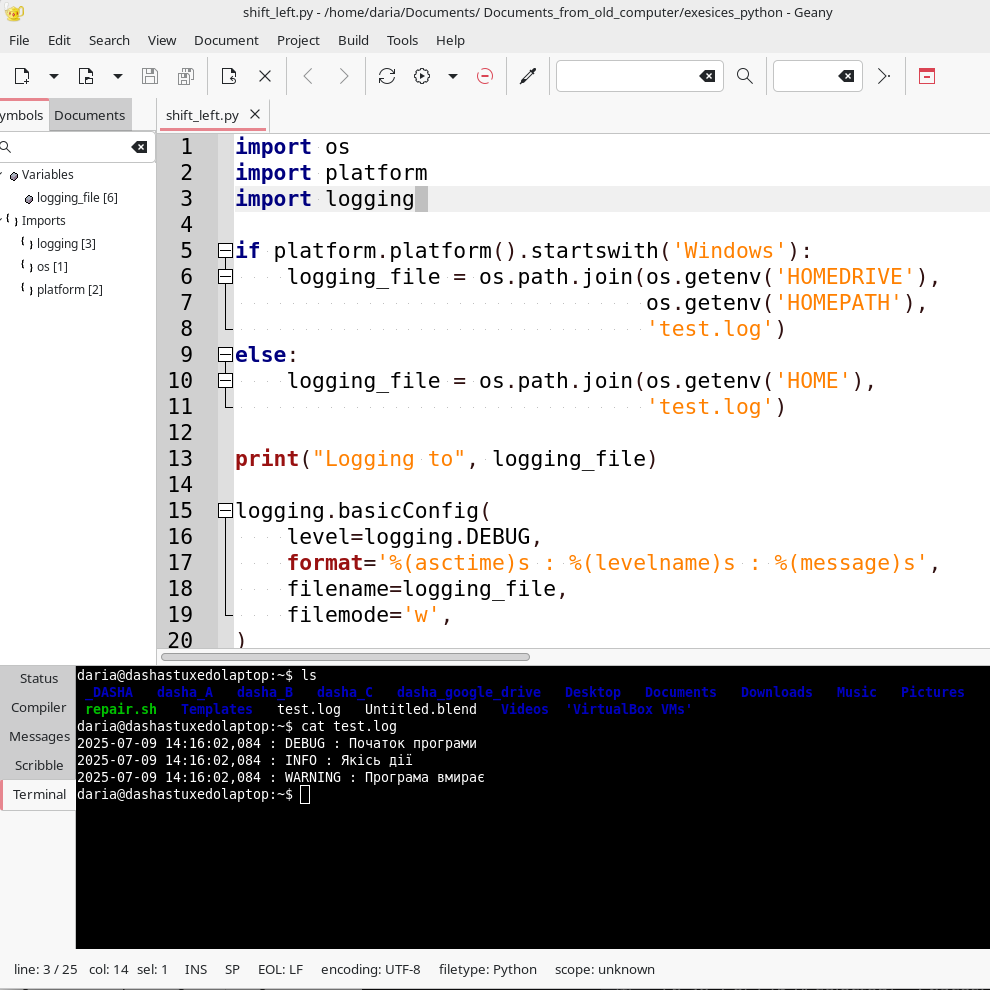 shift_left.py - /home/daria/Documents/ Documents_from_old_computer/exesices_python - Geany
File Edit Search View Document Project Build Tools Help
ymbols Documents
shift_left.py
Variables
logging_file [6]
Imports
logging [3]
os [1]
platform [2]
1 import os
2 import platform
3 import logging
4
5 if platform.platform().startswith('Windows'):
6     logging_file = os.path.join(os.getenv('HOMEDRIVE'),
7                                 os.getenv('HOMEPATH'),
8                                 'test.log')
9 else:
10     logging_file = os.path.join(os.getenv('HOME'),
11                                 'test.log')
12
13 print("Logging to", logging_file)
14
15 logging.basicConfig(
16     level=logging.DEBUG,
17     format='%(asctime)s : %(levelname)s : %(message)s',
18     filename=logging_file,
19     filemode='w',
20 )
Status
Compiler
Messages
Scribble
Terminal
daria@dashastuxedolaptop:~$ ls
_DASHA dasha_A dasha_B dasha_C dasha_google_drive Desktop Documents Downloads Music Pictures
repair.sh Templates test.log Untitled.blend Videos 'VirtualBox VMs'
daria@dashastuxedolaptop:~$ cat test.log
2025-07-09 14:16:02,084 : DEBUG : Початок програми
2025-07-09 14:16:02,084 : INFO : Якісь дії
2025-07-09 14:16:02,084 : WARNING : Програма вмирає
daria@dashastuxedolaptop:~$
line: 3 / 25 col: 14 sel: 1 INS SP EOL: LF encoding: UTF-8 filetype: Python scope: unknown